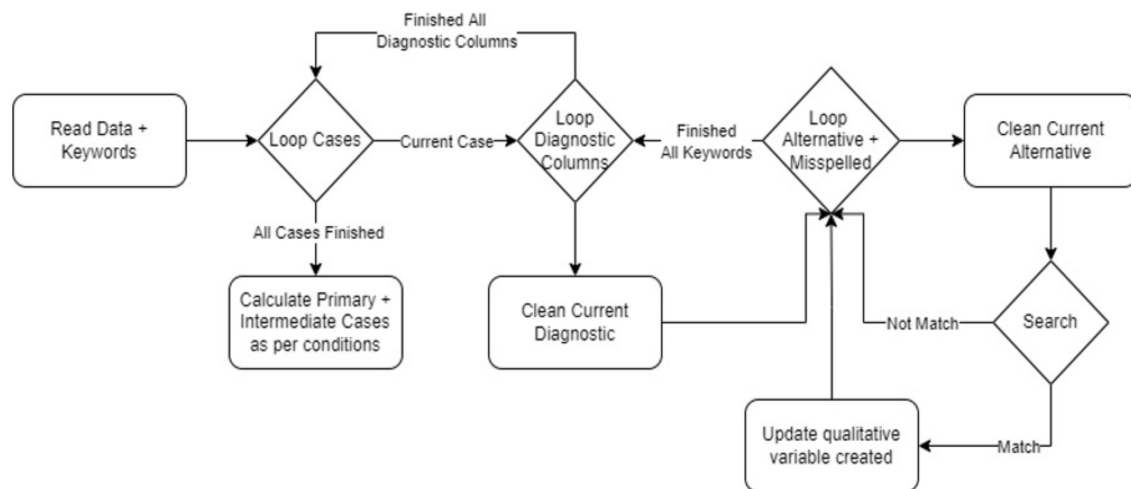 Finished All
Diagnostic Columns
Read Data +
Keywords
Loop Cases
Current Case
Loop
Diagnostic
Columns
Finished
All Keywords
Loop
Alternative +
Misspelled
Clean Current
Alternative
All Cases Finished
Calculate Primary +
Intermediate Cases
as per conditions
Clean Current
Diagnostic
Not Match
Search
Update qualitative
variable created
Match